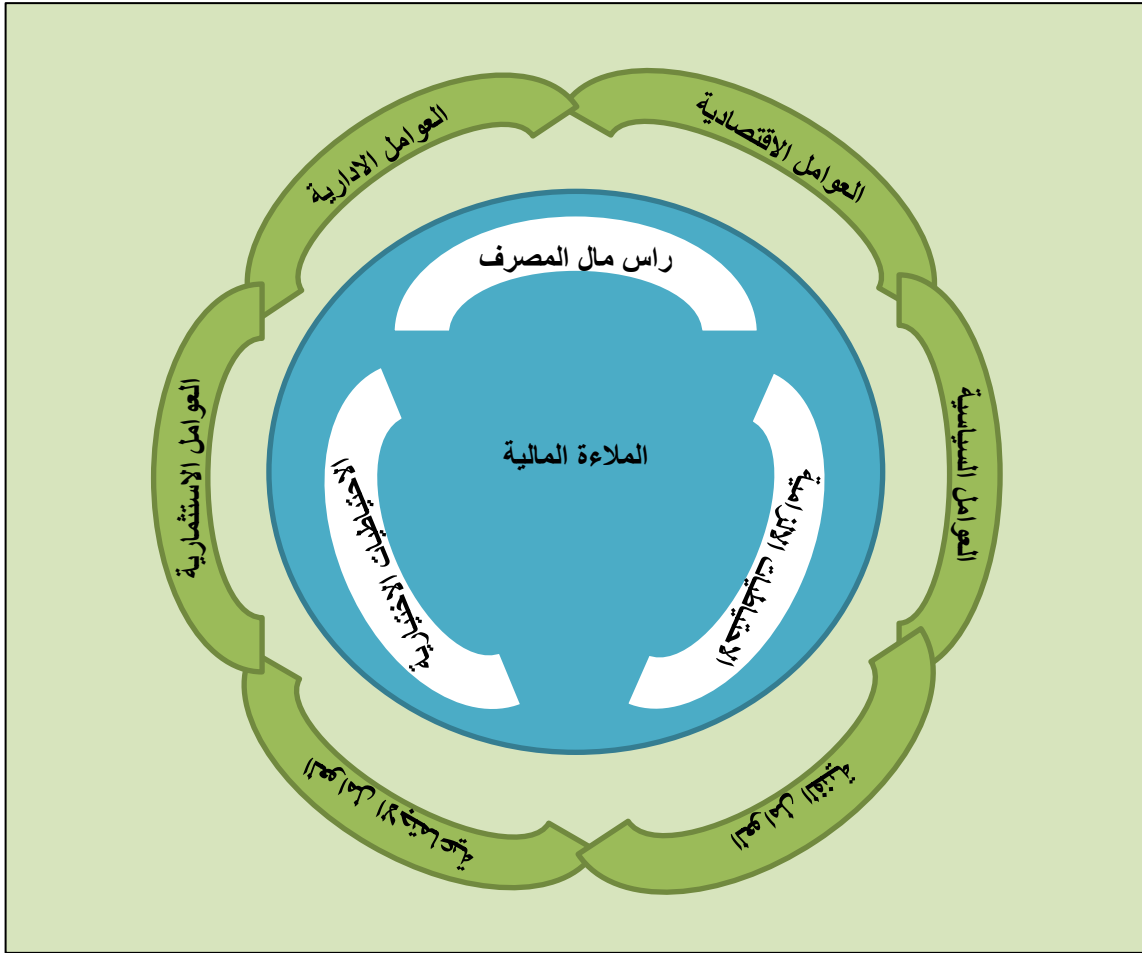 العوامل الاقتصادية
العوامل الادارية
راس مال المصرف
العوامل السياسية
العوامل الاستثمارية
الملاءة المالية
الاحتياطيات الالزامية
الاحتياطيات الاختيارية
العوامل الفنية
العوامل الاجتماعية